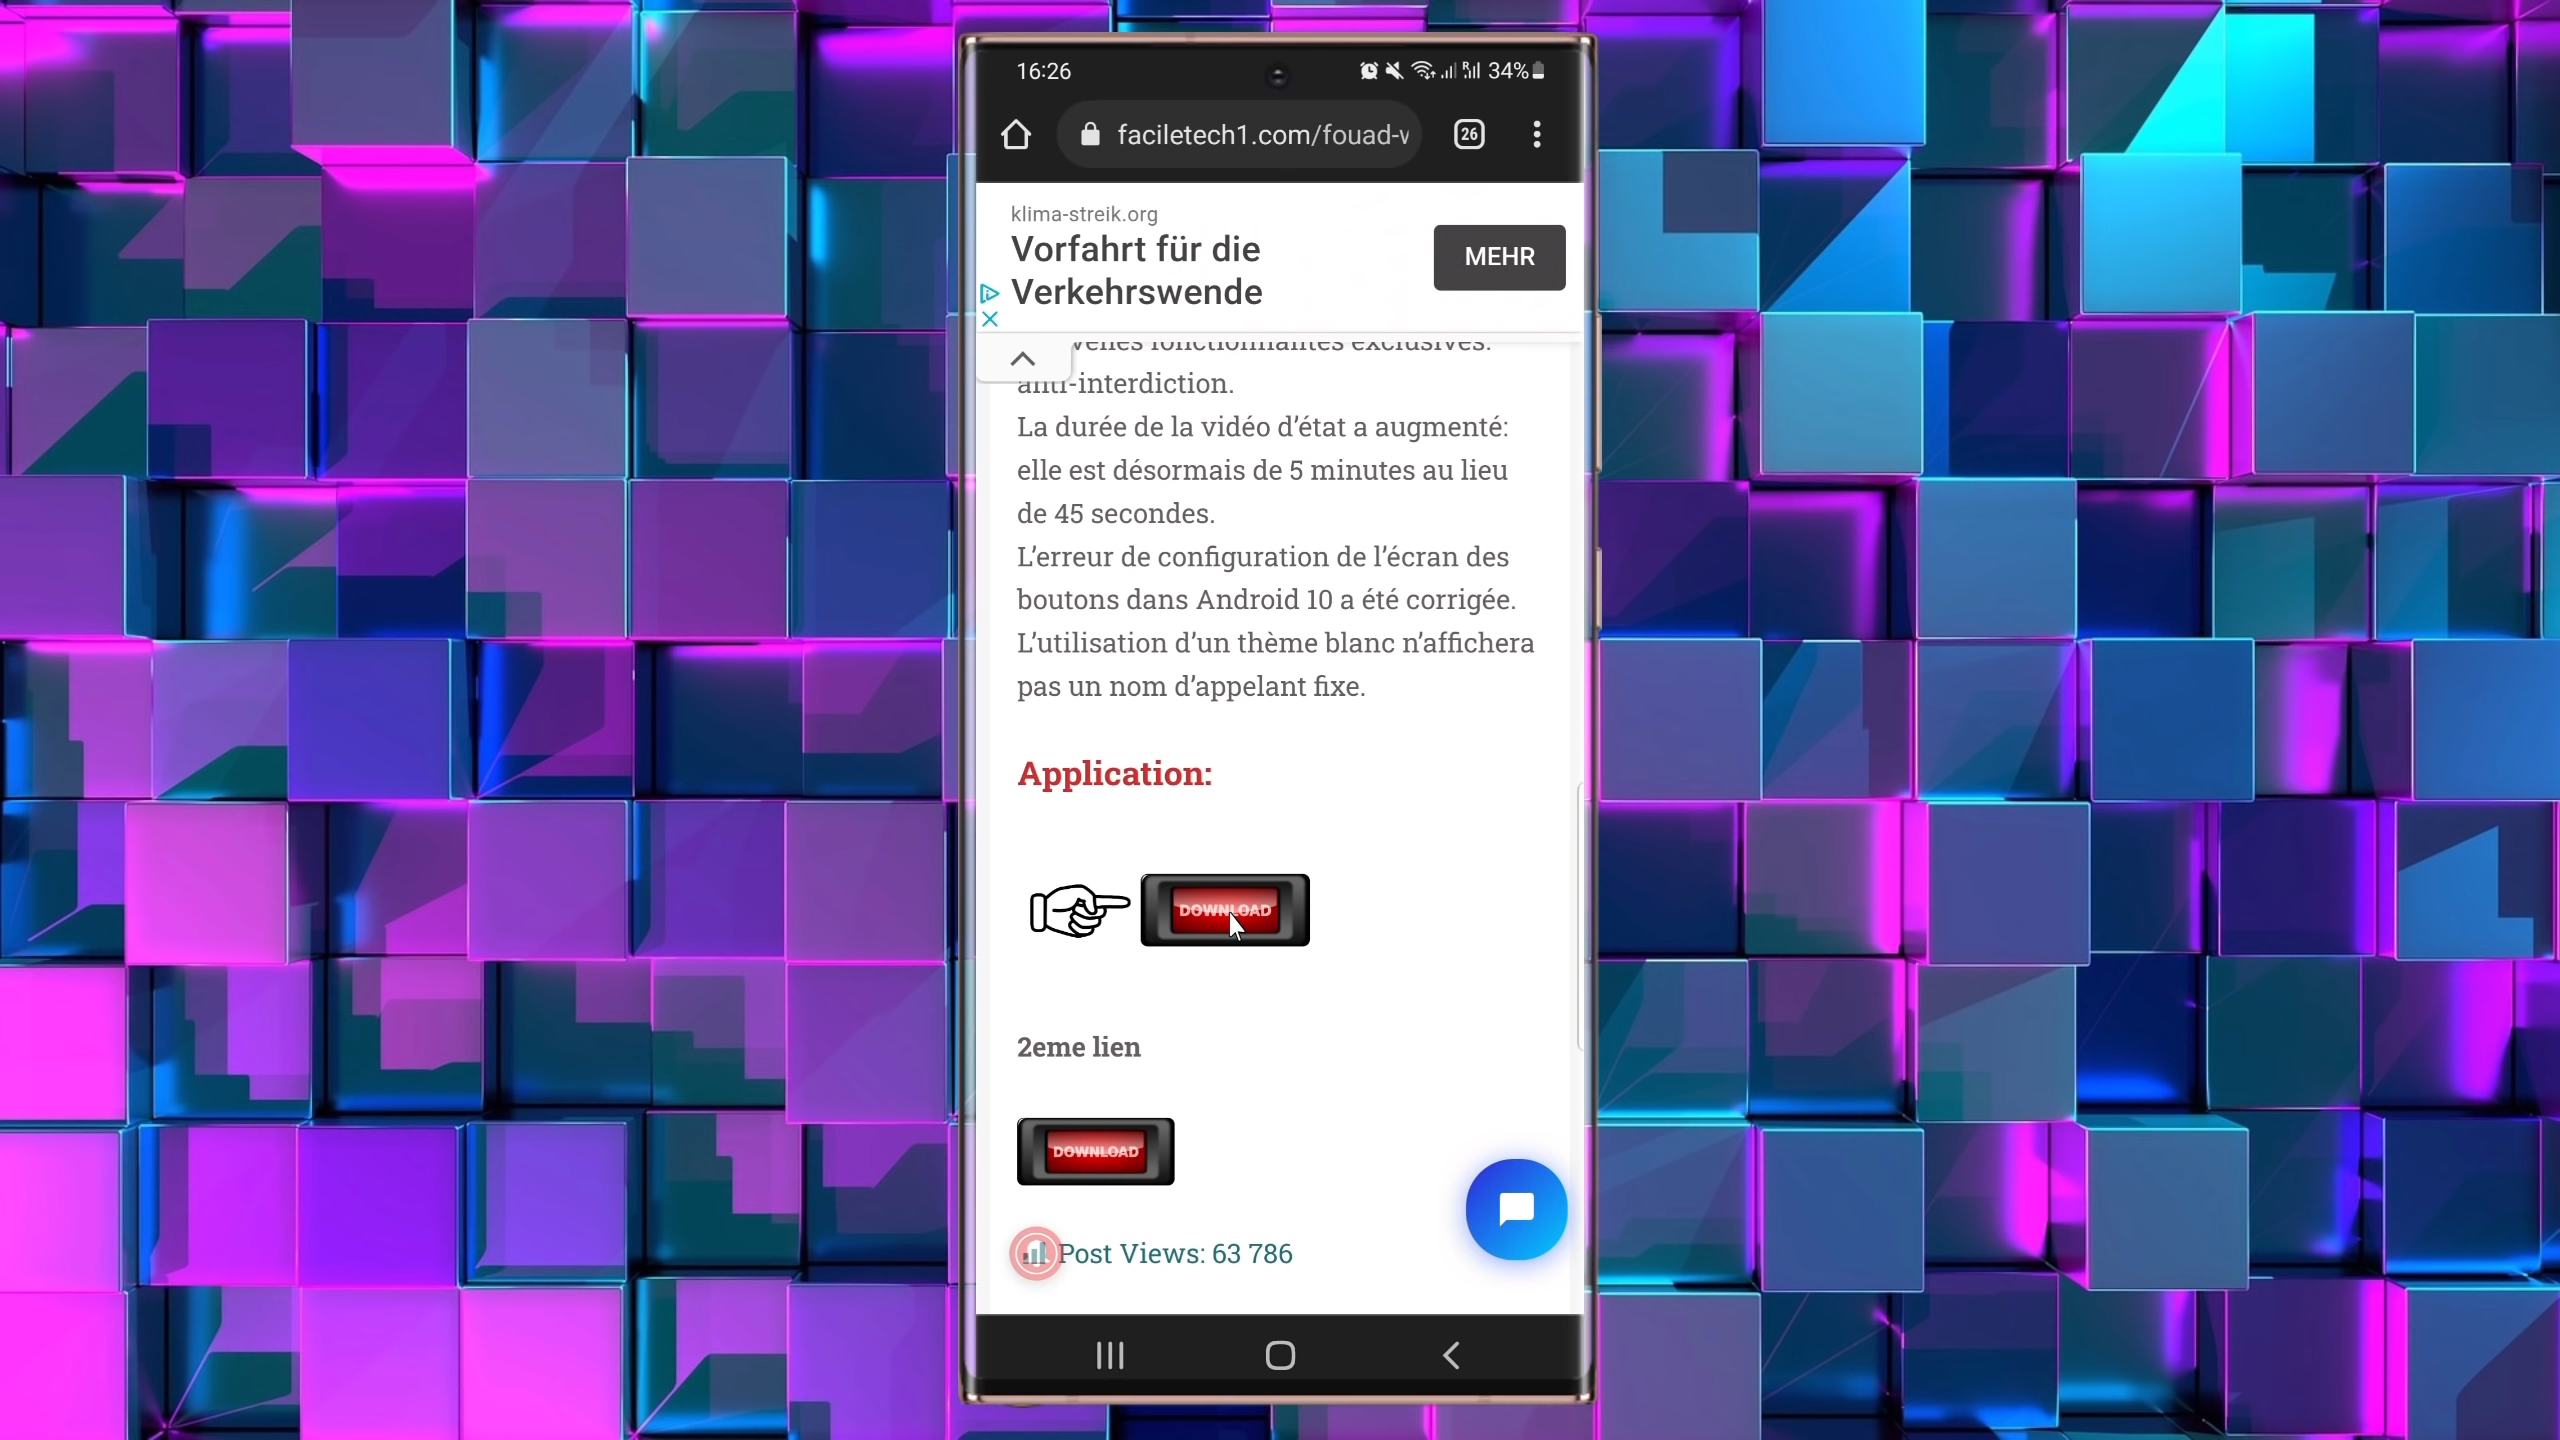 16:26
34%
faciletech1.com/fouad-w
26
klima-streik.org
Vorfahrt für die
Verkehrswende
MEHR
velles fonctionnalités exclusives.
anti-interdiction.
La durée de la vidéo d’état a augmenté:
elle est désormais de 5 minutes au lieu
de 45 secondes.
L’erreur de configuration de l’écran des
boutons dans Android 10 a été corrigée.
L’utilisation d’un thème blanc n’affichera
pas un nom d’appelant fixe.
Application:
DOWNLOAD
2eme lien
DOWNLOAD
Post Views: 63 786